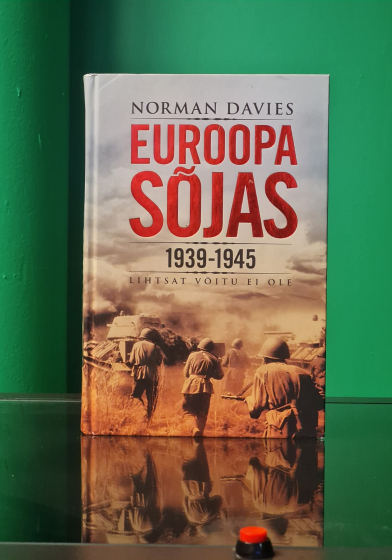 NORMAN DAVIES
EUROOPA
SÕJAS
1939-1945
LIHTSAT VÕITU EI OLE